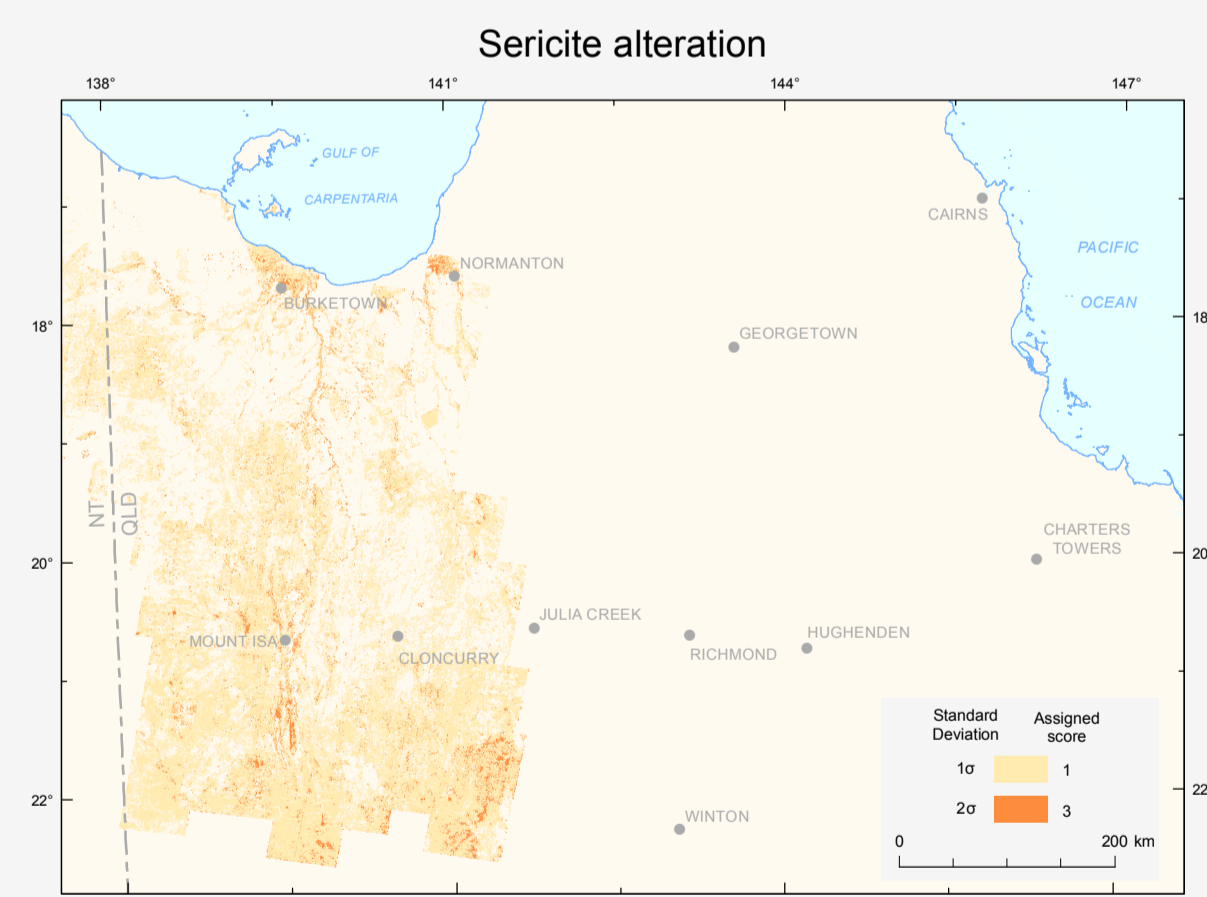 Sericite alteration
138°
141°
144°
147°
GULF OF
CARPENTARIA
CAIRNS
PACIFIC
OCEAN
NORMANTON
BURKETOWN
18°
18
GEORGETOWN
NT
QLD
CHARTERS
TOWERS
20°
20
JULIA CREEK
MOUNT ISA
CLONCURRY
RICHMOND
HUGHENDEN
22°
22
WINTON
Standard
Deviation
Assigned
score
1σ
1
2σ
3
0
200 km